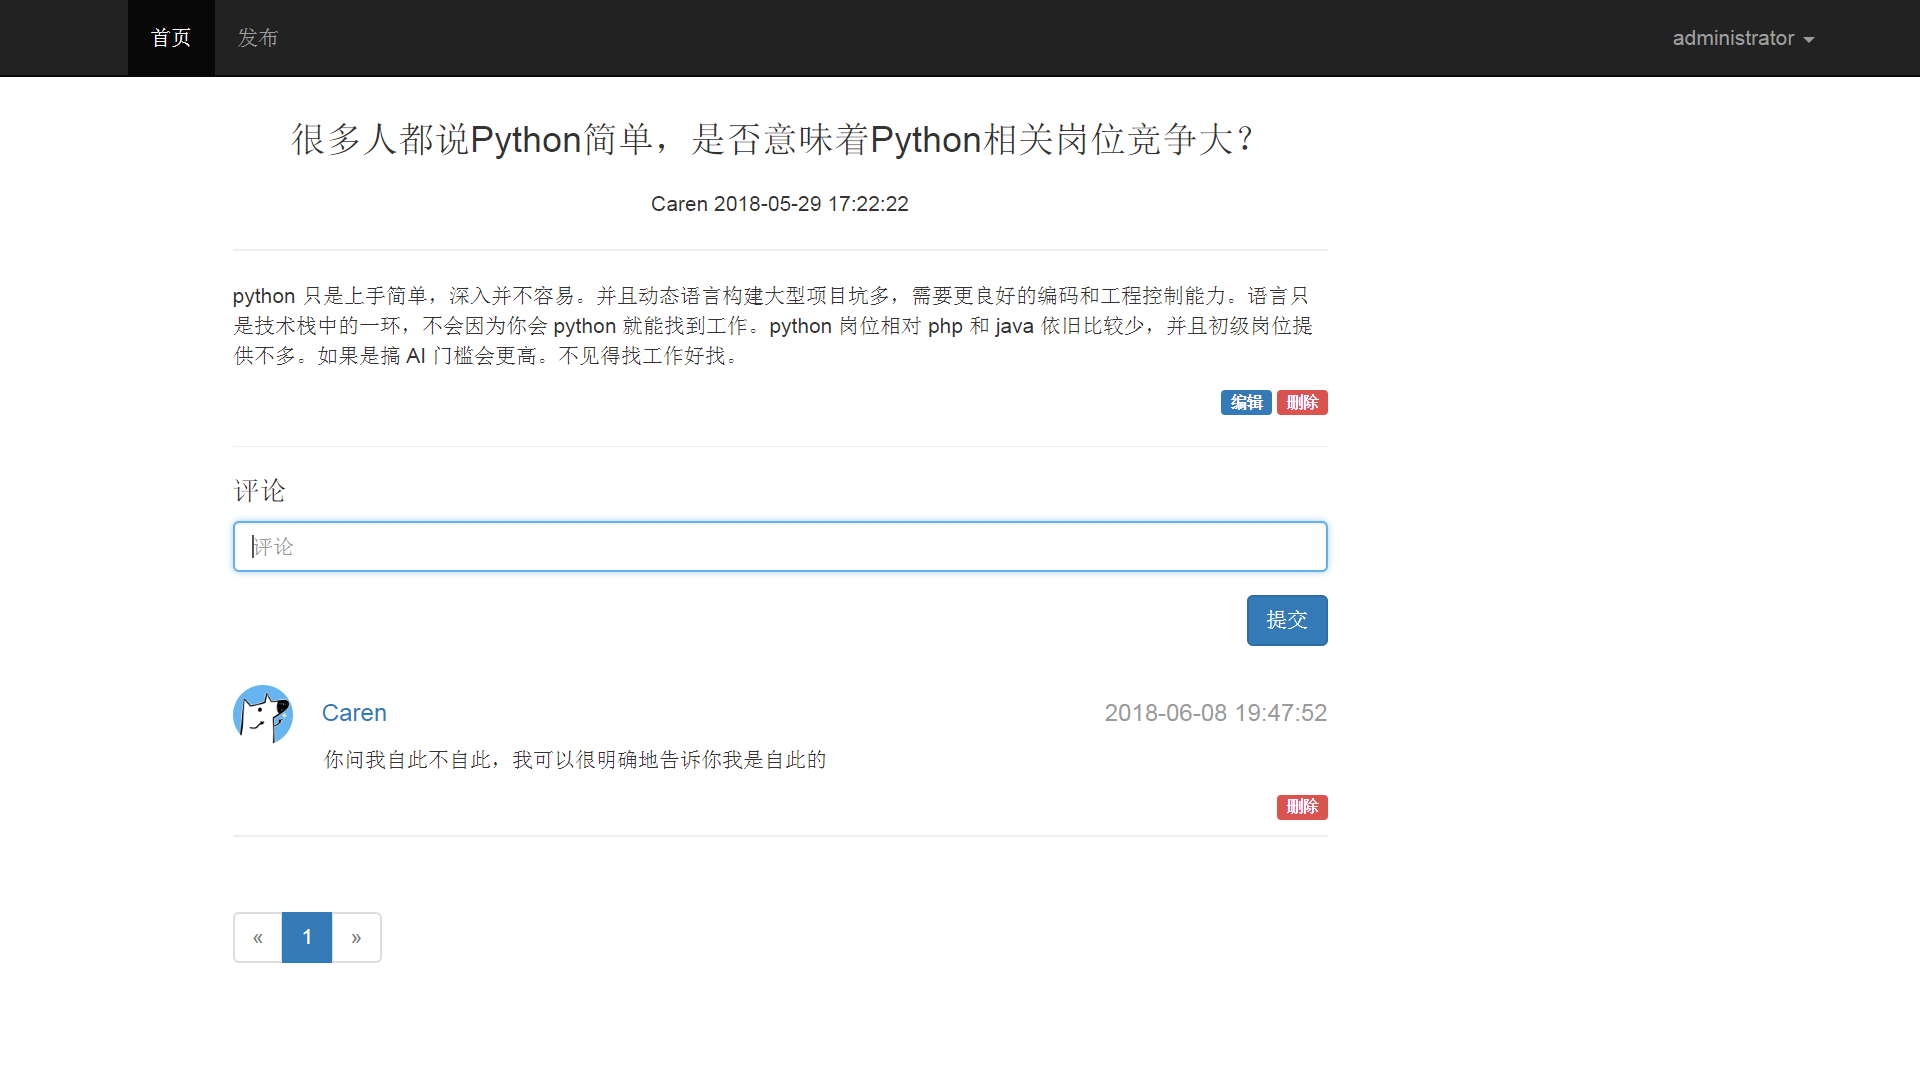 首页 发布 administrator
很多人都说Python简单，是否意味着Python相关岗位竞争大？
Caren 2018-05-29 17:22:22
python 只是上手简单，深入并不容易。并且动态语言构建大型项目坑多，需要更良好的编码和工程控制能力。语言只
是技术栈中的一环，不会因为你会 python 就能找到工作。python 岗位相对 php 和 java 依旧比较少，并且初级岗位提
供不多。如果是搞 AI 门槛会更高。不见得找工作好找。
编辑 删除
评论
评论
提交
Caren 2018-06-08 19:47:52
你问我自此不自此，我可以很明确地告诉你我是自此的
删除
« 1 »